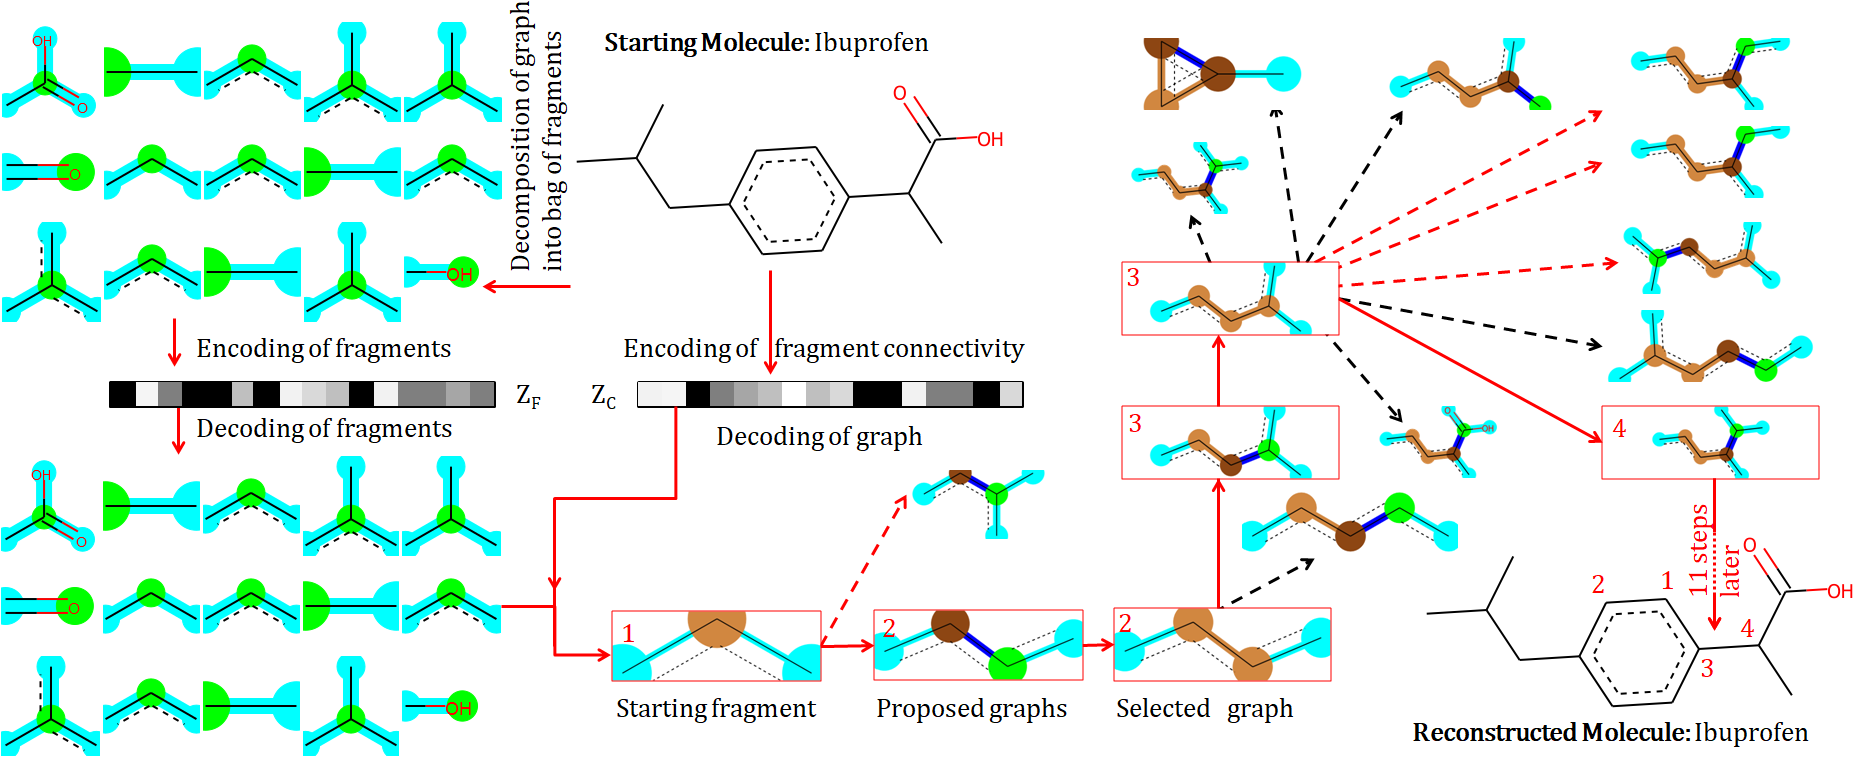 Starting Molecule: Ibuprofen
Decomposition of graph
into bag of fragments
OH
O
O
OH
O
OH
Encoding of fragments
Encoding of fragment connectivity
Z_F
Z_C
Decoding of fragments
Decoding of graph
OH
O
O
OH
1
Starting fragment
2
Proposed graphs
2
Selected graph
3
3
4
O
OH
11 steps
later
O
OH
2
1
4
3
Reconstructed Molecule: Ibuprofen